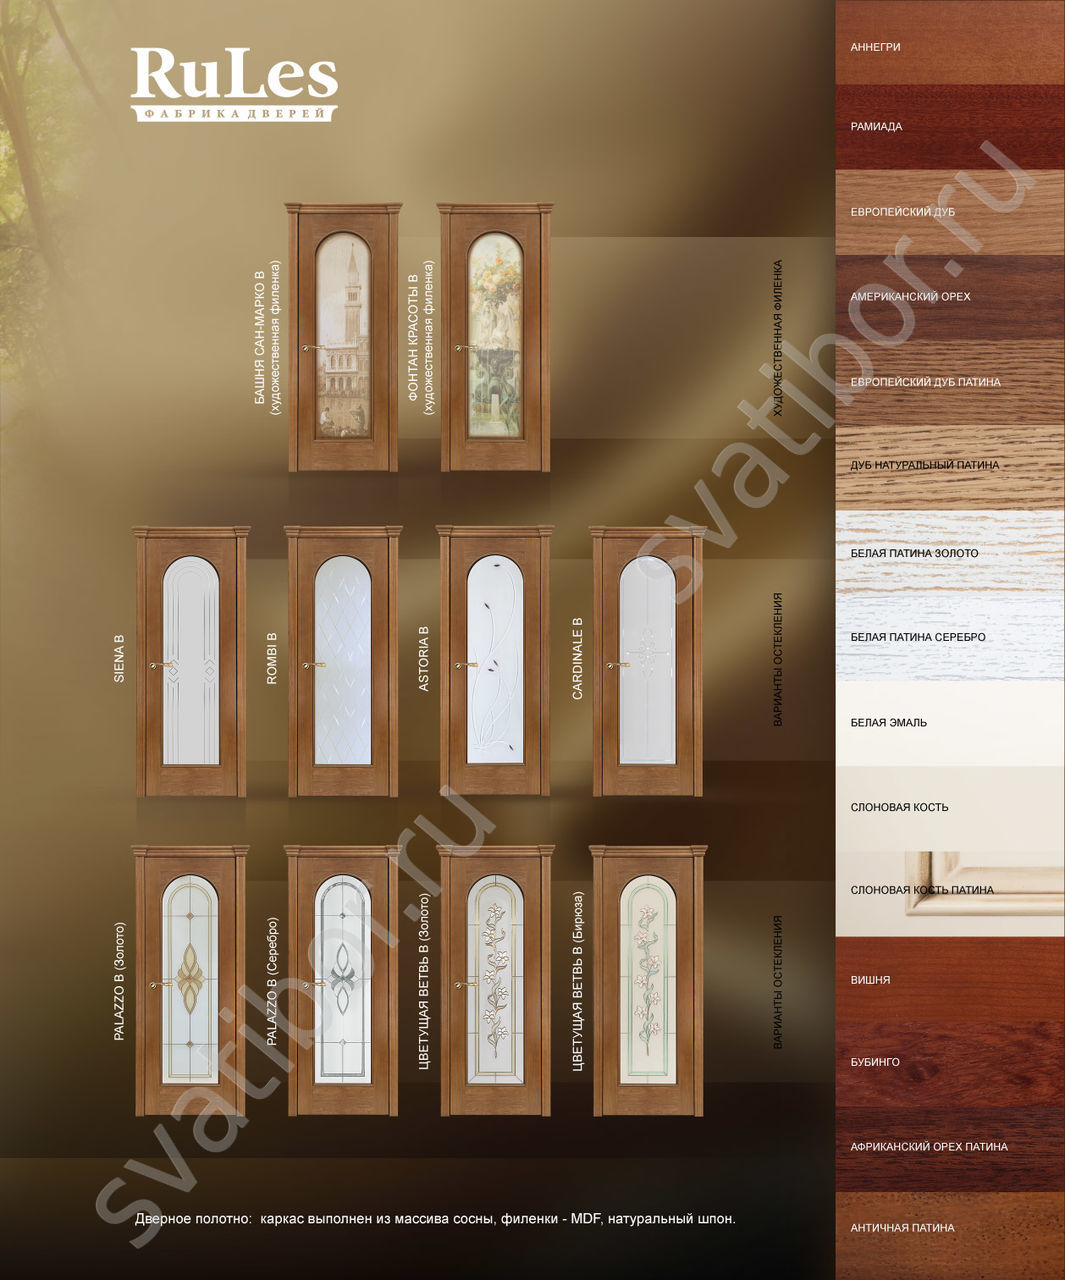 RuLes
ФАБРИКА ДВЕРЕЙ
БАШНЯ САН-МАРКО В
(художественная филенка)
ФОНТАН КРАСОТЫ В
(художественная филенка)
ХУДОЖЕСТВЕННАЯ ФИЛЕНКА
SIENA В
ROMBI В
ASTORIA В
CARDINALE В
ВАРИАНТЫ ОСТЕКЛЕНИЯ
PALAZZO В (Золото)
PALAZZO В (Серебро)
ЦВЕТУЩАЯ ВЕТВЬ В (Золото)
ЦВЕТУЩАЯ ВЕТВЬ В (Бирюза)
ВАРИАНТЫ ОСТЕКЛЕНИЯ
Дверное полотно: каркас выполнен из массива сосны, филенки - MDF, натуральный шпон.
АННЕГРИ
РАМИАДА
ЕВРОПЕЙСКИЙ ДУБ
АМЕРИКАНСКИЙ ОРЕХ
ЕВРОПЕЙСКИЙ ДУБ ПАТИНА
ДУБ НАТУРАЛЬНЫЙ ПАТИНА
БЕЛАЯ ПАТИНА ЗОЛОТО
БЕЛАЯ ПАТИНА СЕРЕБРО
БЕЛАЯ ЭМАЛЬ
СЛОНОВАЯ КОСТЬ
СЛОНОВАЯ КОСТЬ ПАТИНА
ВИШНЯ
БУБИНГО
АФРИКАНСКИЙ ОРЕХ ПАТИНА
АНТИЧНАЯ ПАТИНА
svatibor.ru
svatibor.ru